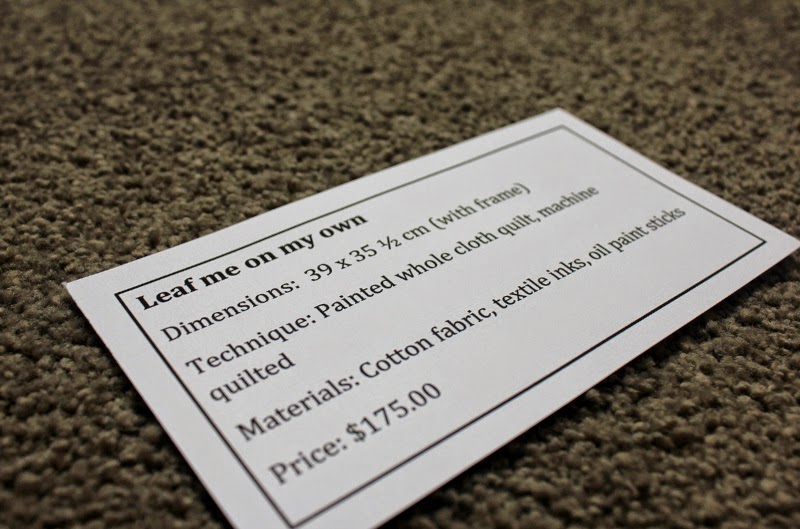 Leaf me on my own
Dimensions: 39 x 35 ½ cm (with frame)
Technique: Painted whole cloth quilt, machine
quilted
Materials: Cotton fabric, textile inks, oil paint sticks
Price: $175.00